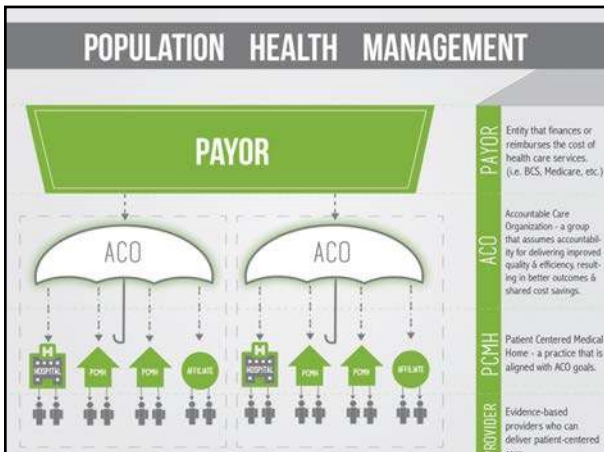 POPULATION HEALTH MANAGEMENT
PAYOR
ACO
ACO
HOSPITAL
PCMH
PCMH
AFFILIATE
HOSPITAL
PCMH
PCMH
AFFILIATE
PAYOR
Entity that finances or
reimburses the cost of
health care services.
(i.e. BCS, Medicare, etc.)
ACO
Accountable Care
Organization - a group
that assumes accountabil-
ity for delivering improved
quality & efficiency, result-
ing in better outcomes &
shared cost savings.
PCMH
Patient Centered Medical
Home - a practice that is
aligned with ACO goals.
PROVIDER
Evidence-based
providers who can
deliver patient-centered